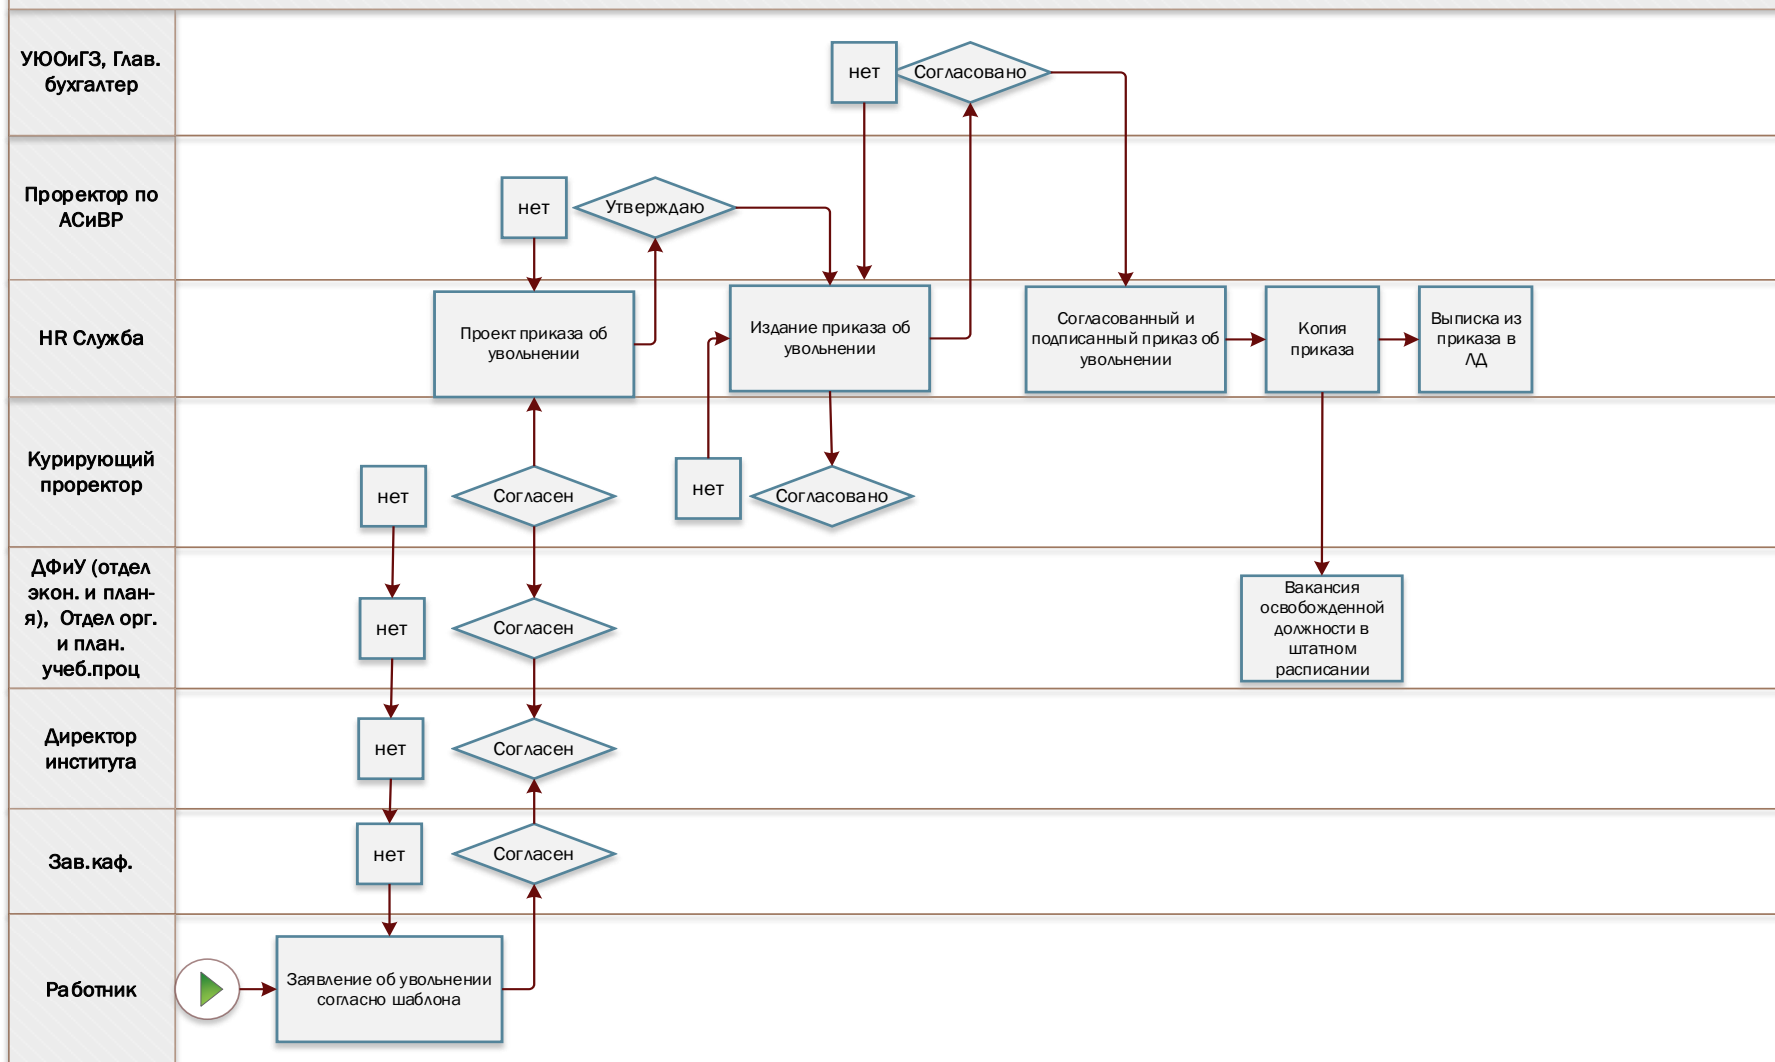 УЮОиГЗ, Глав.
бухгалтер
нет
Согласовано
Проректор по
АСиВР
нет
Утверждаю
HR Служба
Проект приказа об
увольнении
Издание приказа об
увольнении
Согласованный и
подписанный приказ об
увольнении
Копия
приказа
Выписка из
приказа в
ЛД
Курирующий
проректор
нет
Согласен
нет
Согласовано
ДФиУ (отдел
экон. и план-
я), Отдел орг.
и план.
учеб.проц
нет
Согласен
Вакансия
освобожденной
должности в
штатном
расписании
Директор
института
нет
Согласен
Зав.каф.
нет
Согласен
Работник
Заявление об увольнении
согласно шаблона